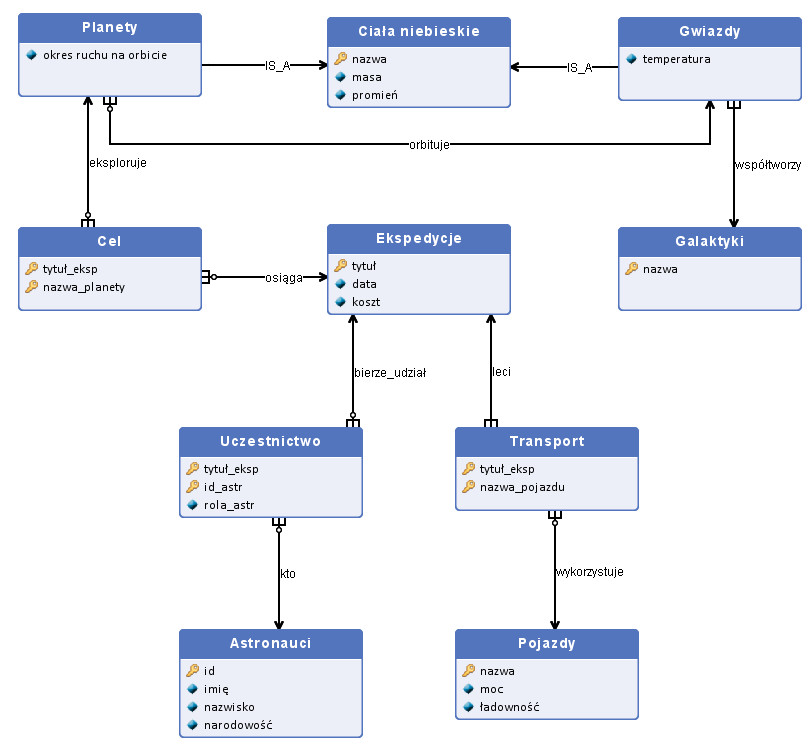 Planety
okres ruchu na orbicie
IS_A
Ciała niebieskie
nazwa
masa
promień
IS_A
Gwiazdy
temperatura
orbituje
eksploruje
współtworzy
Cel
tytuł_eksp
nazwa_planety
osiąga
Ekspedycje
tytuł
data
koszt
Galaktyki
nazwa
bierze_udział
leci
Uczestnictwo
tytuł_eksp
id_astr
rola_astr
Transport
tytuł_eksp
nazwa_pojazdu
kto
wykorzystuje
Astronauci
id
imię
nazwisko
narodowość
Pojazdy
nazwa
moc
ładowność